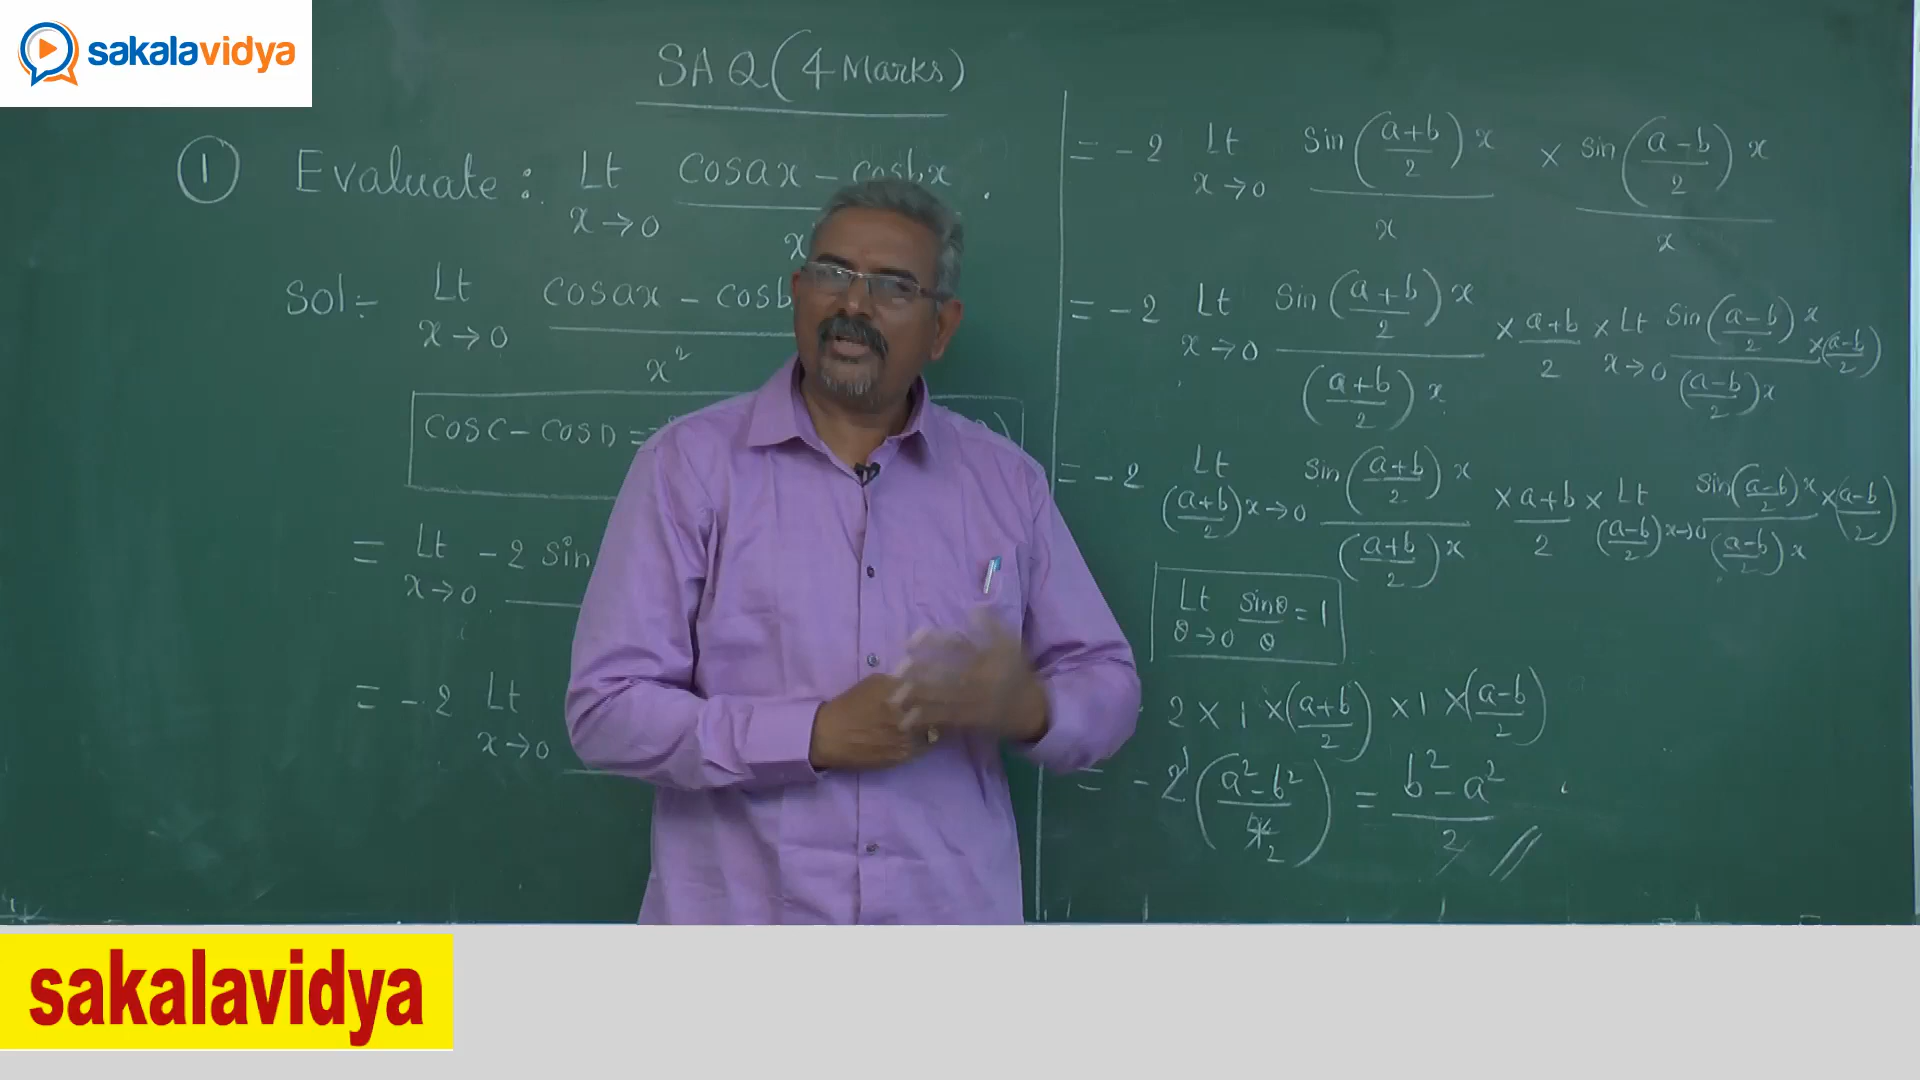 sakalavidya
SAQ (4 Marks)
1 Evaluate : Lt x→0 cosax - cosbx / x
Sol:- Lt x→0 cosax - cosb / x²
cosC - cosD =
= Lt x→0 -2 sin
= -2 Lt x→0
= -2 Lt x→0 sin(a+b/2)x / x × sin(a-b/2)x / x
= -2 Lt x→0 sin(a+b/2)x / (a+b/2)x × a+b/2 × Lt x→0 sin(a-b/2)x / (a-b/2)x × (a-b/2)
= -2 Lt (a+b/2)x→0 sin(a+b/2)x / (a+b/2)x × a+b/2 × Lt (a-b/2)x→0 sin(a-b/2)x / (a-b/2)x × (a-b/2)
Lt θ→0 sinθ/θ = 1
2 × 1 × (a+b/2) × 1 × (a-b/2)
= -2 (a²-b²/4 2) = b²-a²/2
sakalavidya